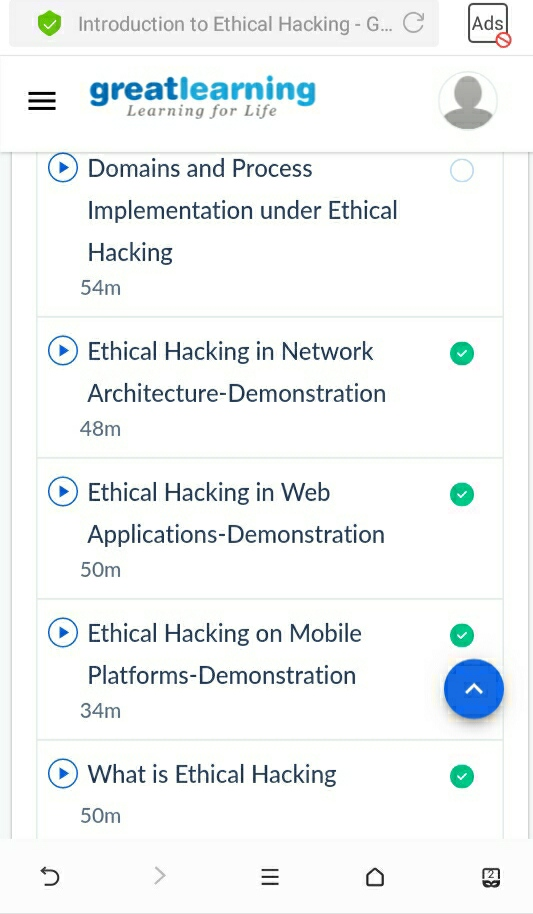 Introduction to Ethical Hacking - G...
Ads
greatlearning
Learning for Life
Domains and Process
Implementation under Ethical
Hacking
54m
Ethical Hacking in Network
Architecture-Demonstration
48m
Ethical Hacking in Web
Applications-Demonstration
50m
Ethical Hacking on Mobile
Platforms-Demonstration
34m
What is Ethical Hacking
50m
2